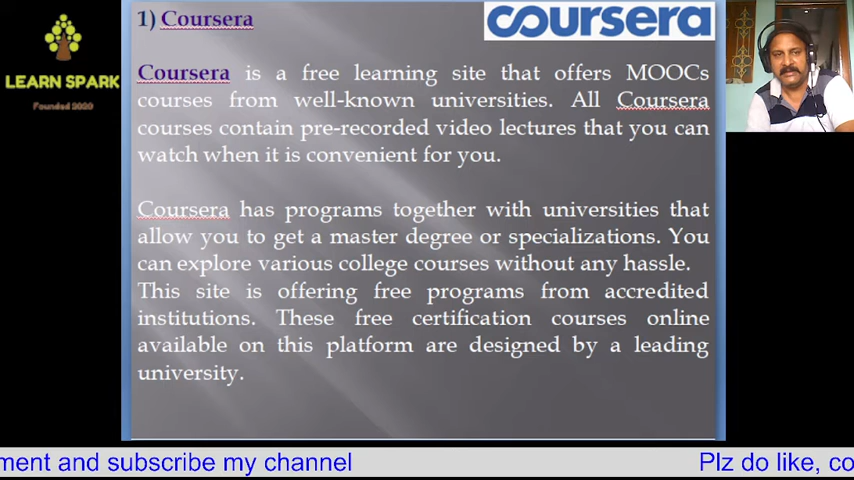 LEARN SPARK
Founded 2020
1) Coursera
coursera
Coursera is a free learning site that offers MOOCs
courses from well-known universities. All Coursera
courses contain pre-recorded video lectures that you can
watch when it is convenient for you.
Coursera has programs together with universities that
allow you to get a master degree or specializations. You
can explore various college courses without any hassle.
This site is offering free programs from accredited
institutions. These free certification courses online
available on this platform are designed by a leading
university.
ment and subscribe my channel
Plz do like, co